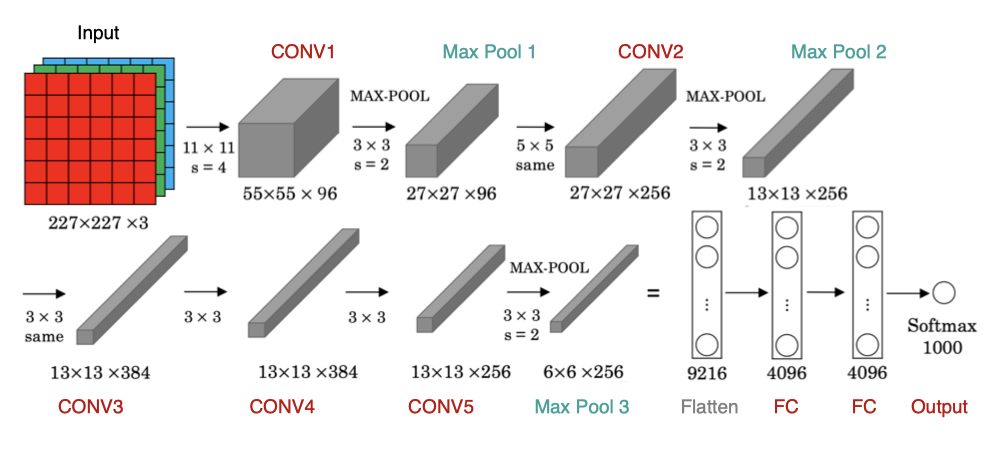 Input
CONV1
Max Pool 1
CONV2
Max Pool 2
11 × 11
s = 4
MAX-POOL
3 × 3
s = 2
5 × 5
same
MAX-POOL
3 × 3
s = 2
227×227 ×3
55×55 × 96
27×27 ×96
27×27 ×256
13×13 ×256
3 × 3
same
3 × 3
3 × 3
MAX-POOL
3 × 3
s = 2
=
⋮
⋮
⋮
Softmax
1000
13×13 ×384
13×13 ×384
13×13 ×256
6×6 ×256
9216
4096
4096
CONV3
CONV4
CONV5
Max Pool 3
Flatten
FC
FC
Output